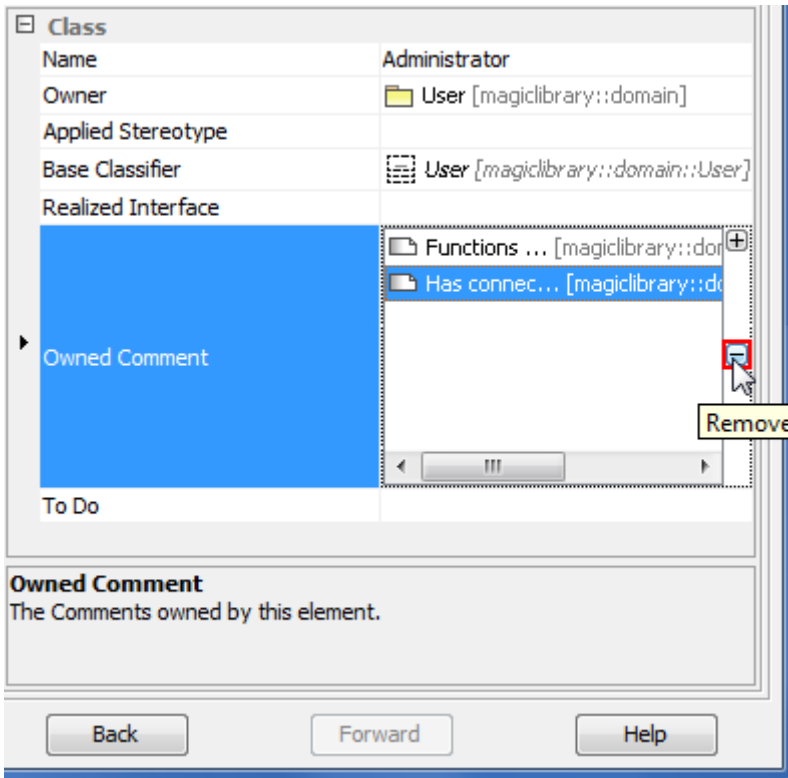 Class
Name Administrator
Owner User [magiclibrary::domain]
Applied Stereotype
Base Classifier User [magiclibrary::domain::User]
Realized Interface
Functions ... [magiclibrary::dor
Has connec... [magiclibrary::do
Owned Comment
Remove
To Do
Owned Comment
The Comments owned by this element.
Back Forward Help